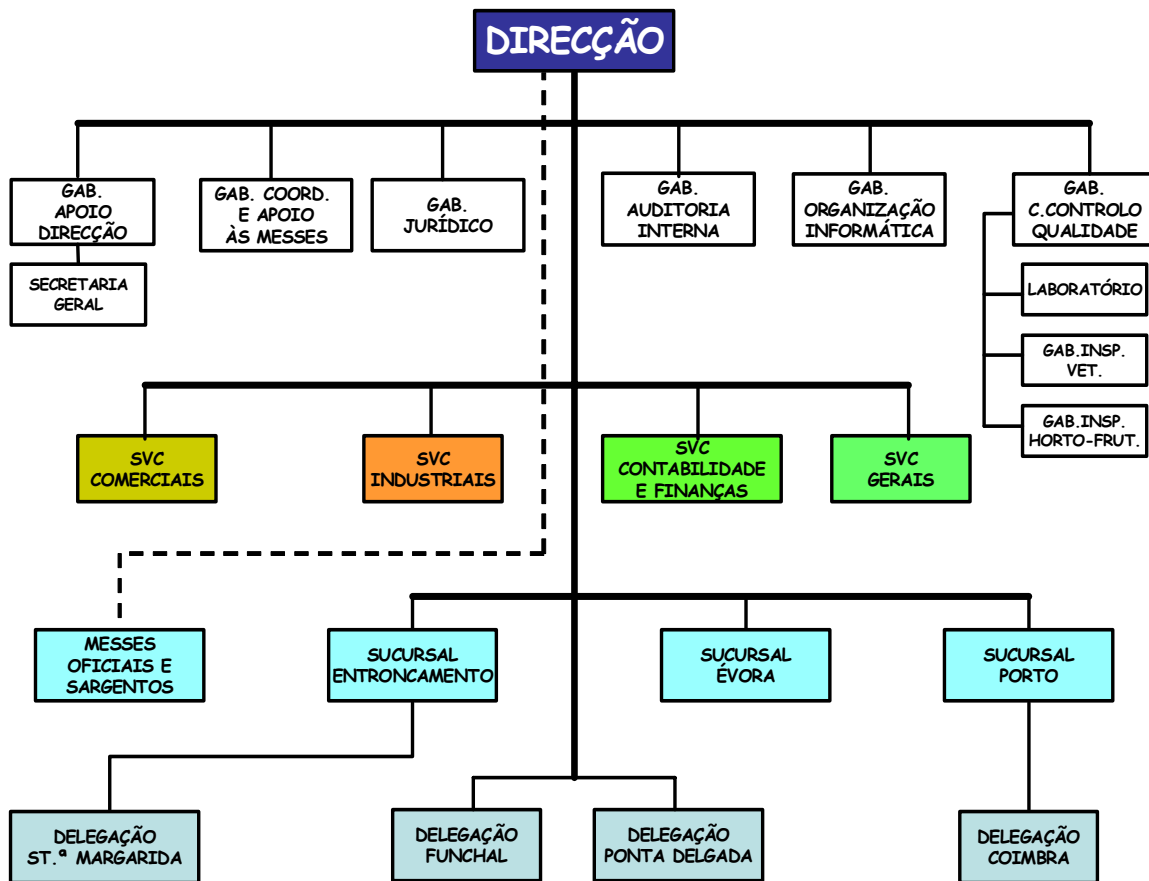 DIRECÇÃO
GAB.
APOIO
DIRECÇÃO
GAB. COORD.
E APOIO
ÀS MESSES
GAB.
JURÍDICO
GAB.
AUDITORIA
INTERNA
GAB.
ORGANIZAÇÃO
INFORMÁTICA
GAB.
C.CONTROLO
QUALIDADE
SECRETARIA
GERAL
LABORATÓRIO
GAB.INSP.
VET.
GAB.INSP.
HORTO-FRUT.
SVC
COMERCIAIS
SVC
INDUSTRIAIS
SVC
CONTABILIDADE
E FINANÇAS
SVC
GERAIS
MESSES
OFICIAIS E
SARGENTOS
SUCURSAL
ENTRONCAMENTO
SUCURSAL
ÉVORA
SUCURSAL
PORTO
DELEGAÇÃO
ST.ª MARGARIDA
DELEGAÇÃO
FUNCHAL
DELEGAÇÃO
PONTA DELGADA
DELEGAÇÃO
COIMBRA